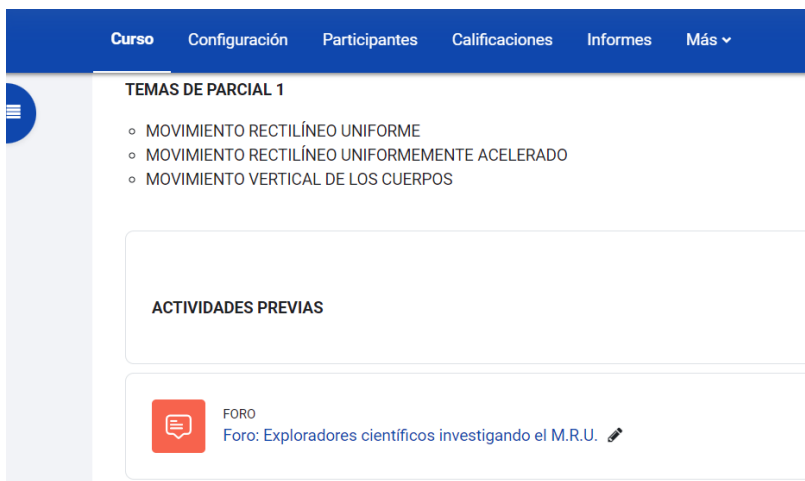 Curso Configuración Participantes Calificaciones Informes Más
TEMAS DE PARCIAL 1
MOVIMIENTO RECTILÍNEO UNIFORME
MOVIMIENTO RECTILÍNEO UNIFORMEMENTE ACELERADO
MOVIMIENTO VERTICAL DE LOS CUERPOS
ACTIVIDADES PREVIAS
FORO
Foro: Exploradores científicos investigando el M.R.U.